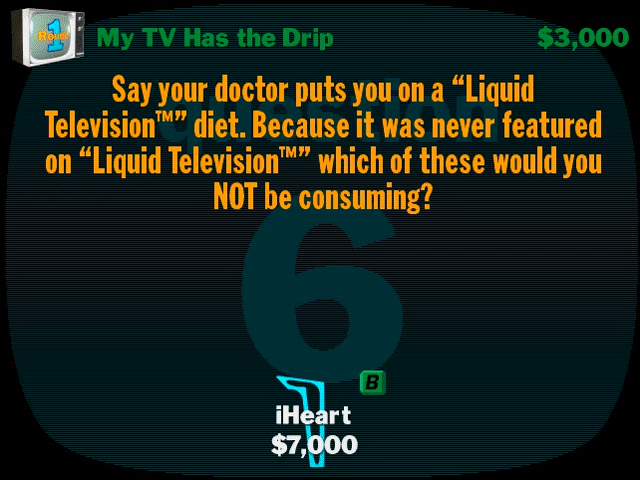 Round 1
My TV Has the Drip
$3,000
Say your doctor puts you on a “Liquid
Television™” diet. Because it was never featured
on “Liquid Television™” which of these would you
NOT be consuming?
question
6
B
iHeart
$7,000